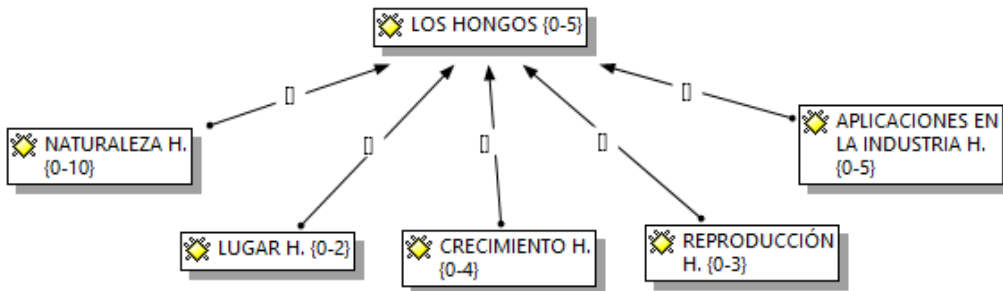 LOS HONGOS {0-5}
[]
[]
[]
[]
[]
NATURALEZA H.
{0-10}
APLICACIONES EN
LA INDUSTRIA H.
{0-5}
LUGAR H. {0-2}
CRECIMIENTO H.
{0-4}
REPRODUCCIÓN
H. {0-3}